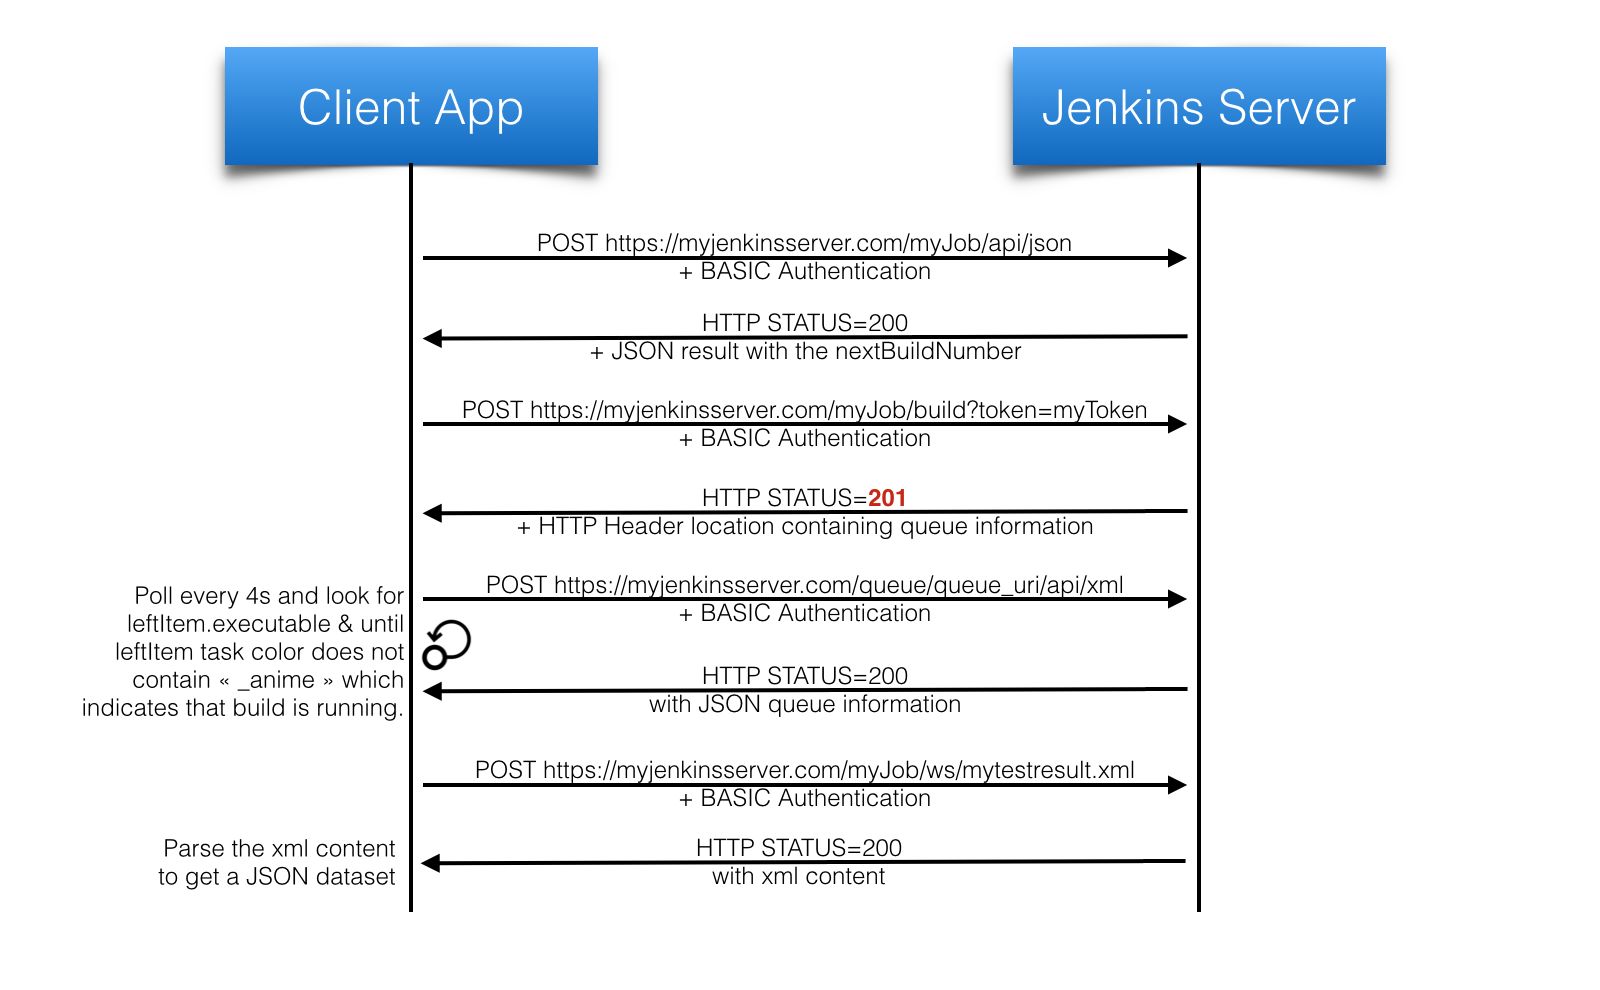 Client App
Jenkins Server
POST https://myjenkinsserver.com/myJob/api/json
+ BASIC Authentication
HTTP STATUS=200
+ JSON result with the nextBuildNumber
POST https://myjenkinsserver.com/myJob/build?token=myToken
+ BASIC Authentication
HTTP STATUS=201
+ HTTP Header location containing queue information
POST https://myjenkinsserver.com/queue/queue_uri/api/xml
+ BASIC Authentication
Poll every 4s and look for
leftItem.executable & until
leftItem task color does not
contain « _anime » which
indicates that build is running.
HTTP STATUS=200
with JSON queue information
POST https://myjenkinsserver.com/myJob/ws/mytestresult.xml
+ BASIC Authentication
Parse the xml content
to get a JSON dataset
HTTP STATUS=200
with xml content